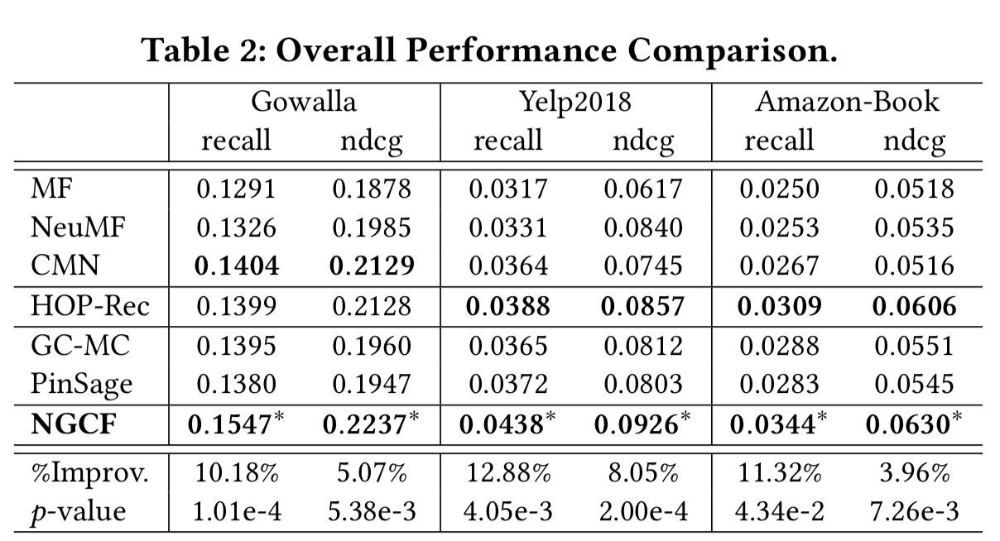 Table 2: Overall Performance Comparison.
Gowalla Yelp2018 Amazon-Book
recall ndcg recall ndcg recall ndcg
MF 0.1291 0.1878 0.0317 0.0617 0.0250 0.0518
NeuMF 0.1326 0.1985 0.0331 0.0840 0.0253 0.0535
CMN 0.1404 0.2129 0.0364 0.0745 0.0267 0.0516
HOP-Rec 0.1399 0.2128 0.0388 0.0857 0.0309 0.0606
GC-MC 0.1395 0.1960 0.0365 0.0812 0.0288 0.0551
PinSage 0.1380 0.1947 0.0372 0.0803 0.0283 0.0545
NGCF 0.1547* 0.2237* 0.0438* 0.0926* 0.0344* 0.0630*
%Improv. 10.18% 5.07% 12.88% 8.05% 11.32% 3.96%
p-value 1.01e-4 5.38e-3 4.05e-3 2.00e-4 4.34e-2 7.26e-3